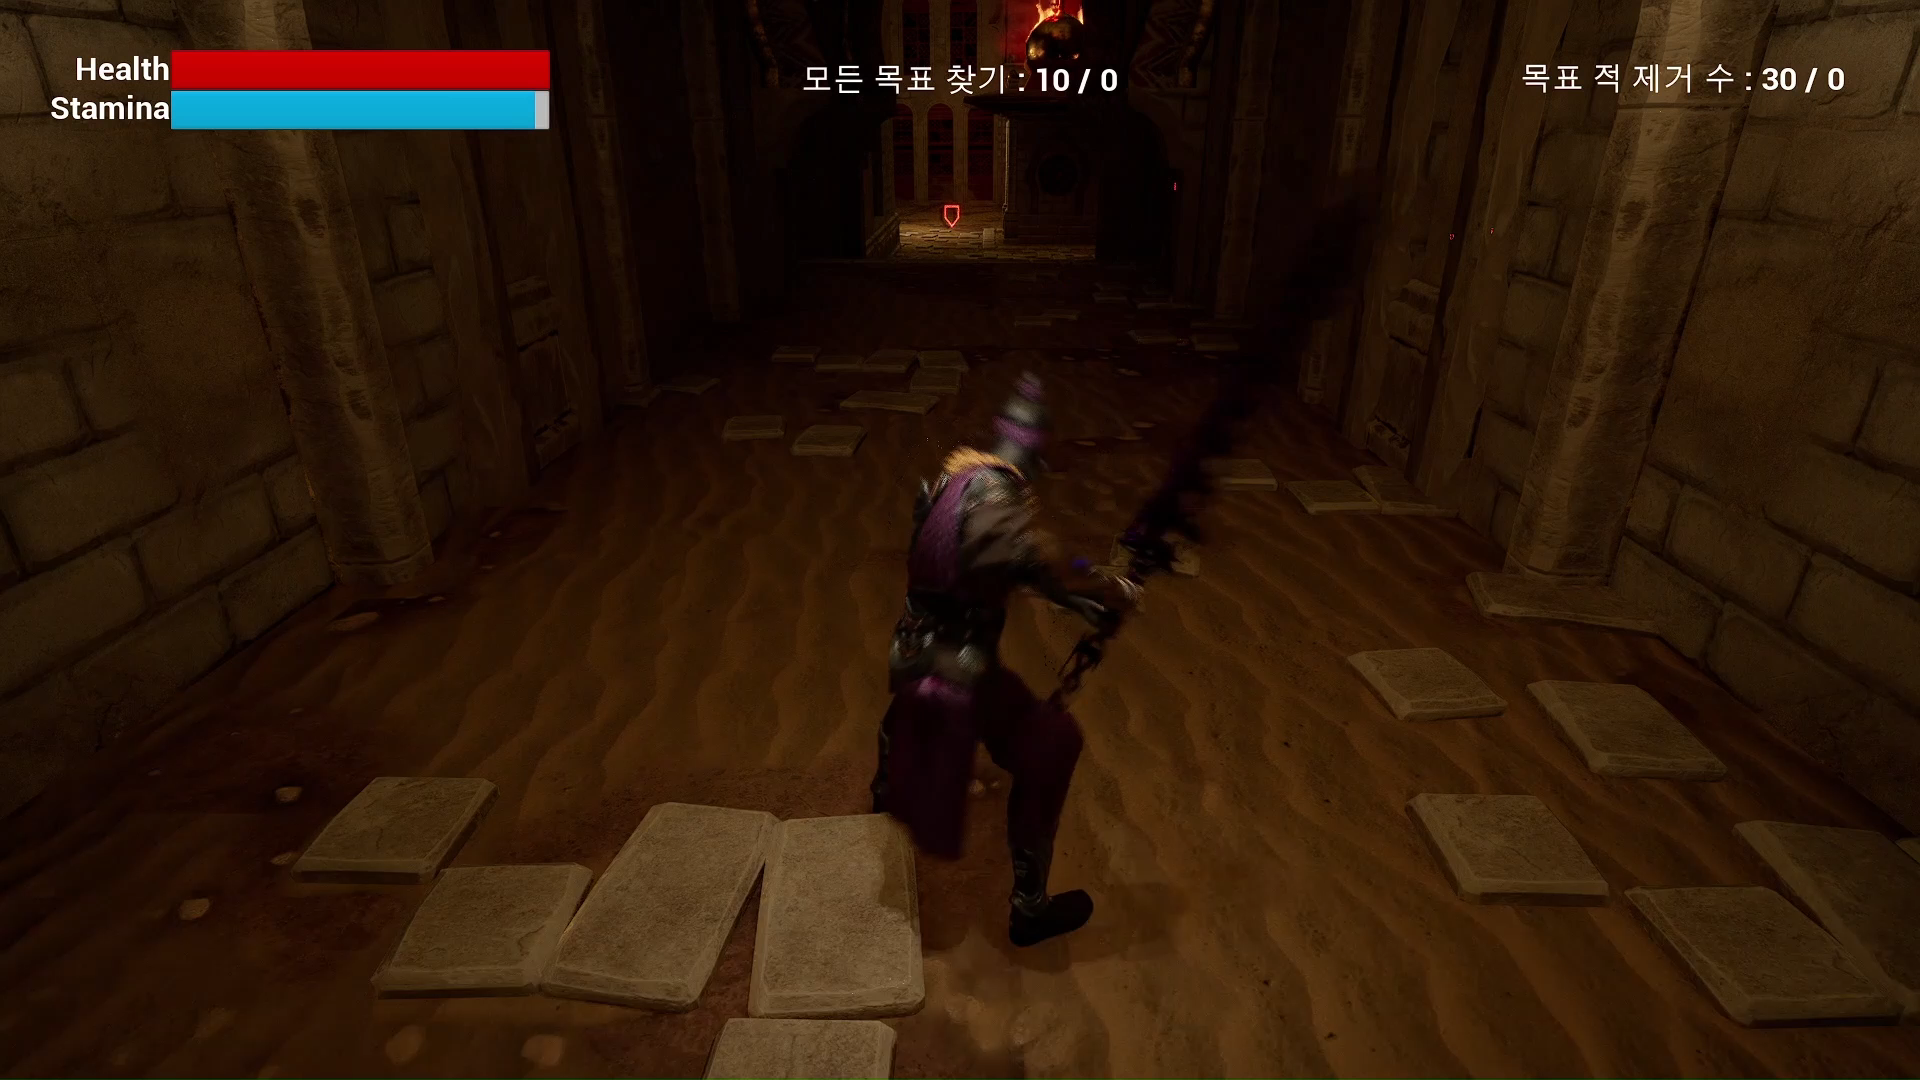 Health
Stamina
모든 목표 찾기 : 10 / 0
목표 적 제거 수 : 30 / 0